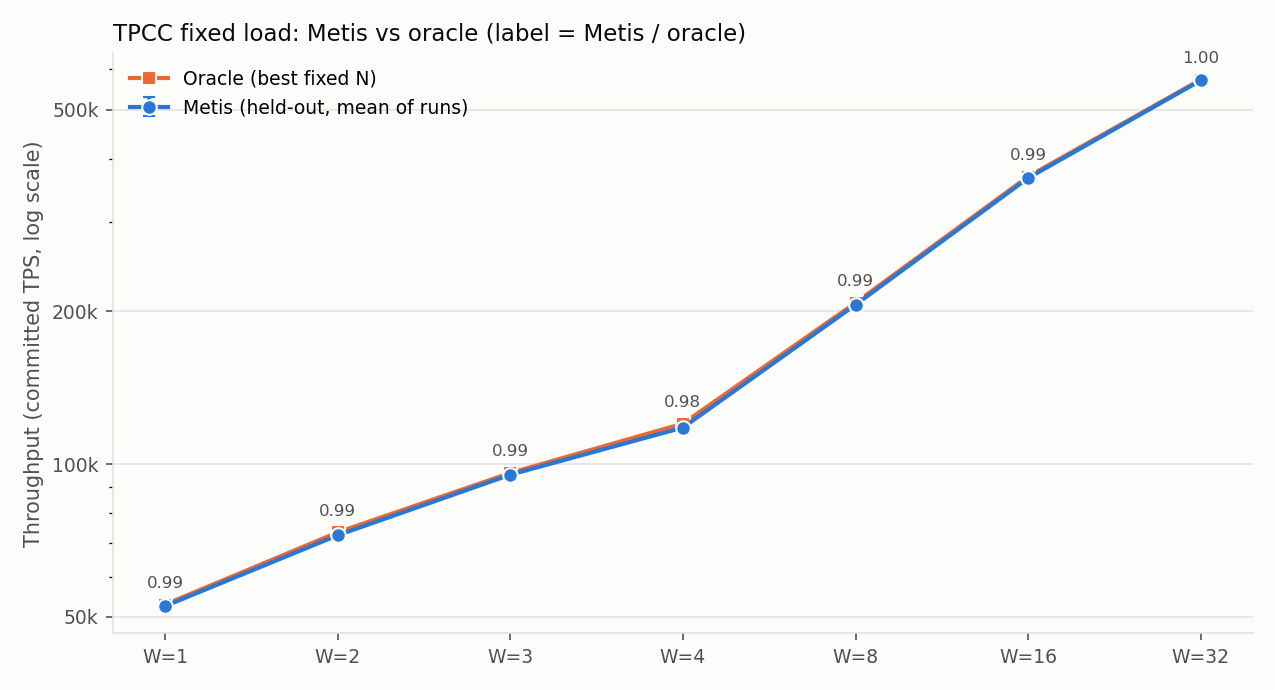 TPCC fixed load: Metis vs oracle (label = Metis / oracle)
Oracle (best fixed N)
Metis (held-out, mean of runs)
Throughput (committed TPS, log scale)
500k
200k
100k
50k
0.99
0.99
0.99
0.98
0.99
0.99
1.00
W=1
W=2
W=3
W=4
W=8
W=16
W=32